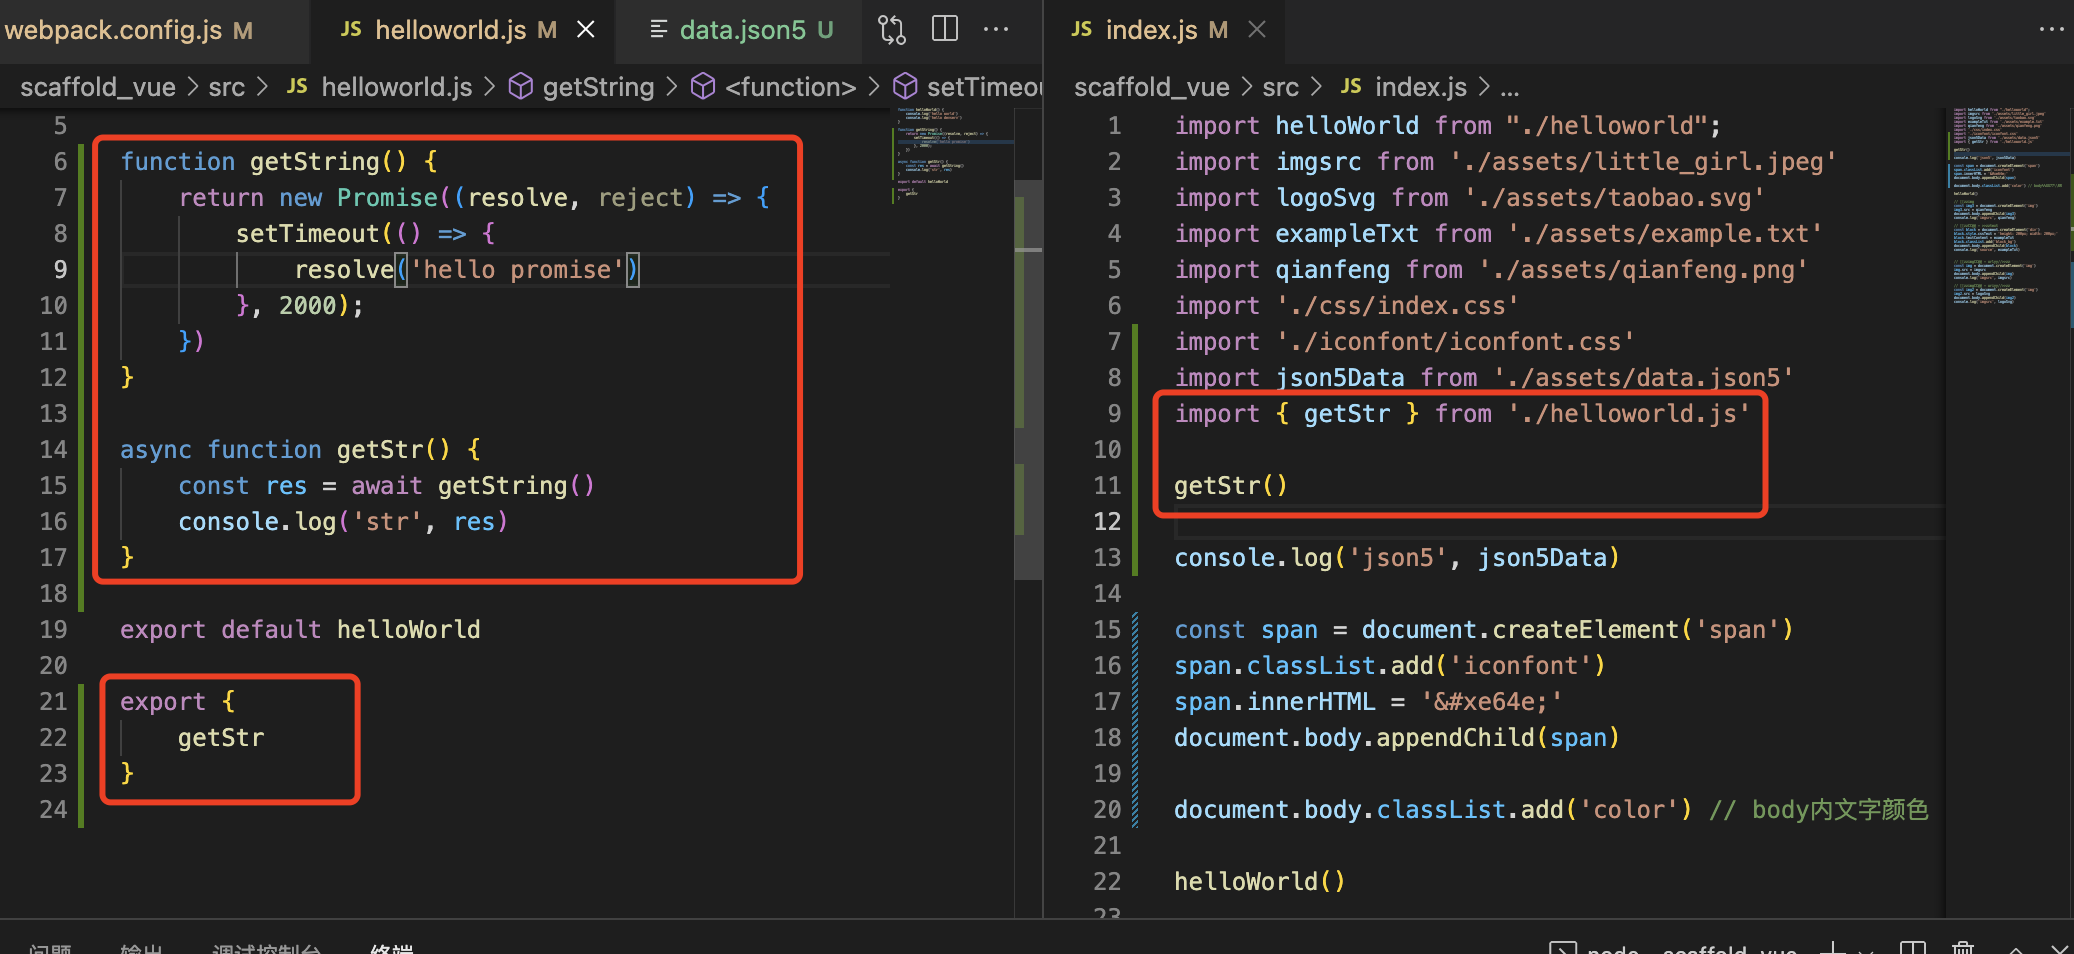 webpack.config.js M
JS helloworld.js M
data.json5 U
scaffold_vue > src > JS helloworld.js > getString > <function> > setTimeou
5
6 function getString() {
7 return new Promise((resolve, reject) => {
8 setTimeout(() => {
9 resolve('hello promise')
10 }, 2000);
11 })
12 }
13
14 async function getStr() {
15 const res = await getString()
16 console.log('str', res)
17 }
18
19 export default helloWorld
20
21 export {
22 getStr
23 }
24
JS index.js M
scaffold_vue > src > JS index.js > ...
1 import helloWorld from "./helloworld";
2 import imgsrc from './assets/little_girl.jpeg'
3 import logoSvg from './assets/taobao.svg'
4 import exampleTxt from './assets/example.txt'
5 import qianfeng from './assets/qianfeng.png'
6 import './css/index.css'
7 import './iconfont/iconfont.css'
8 import json5Data from './assets/data.json5'
9 import { getStr } from './helloworld.js'
10
11 getStr()
12
13 console.log('json5', json5Data)
14
15 const span = document.createElement('span')
16 span.classList.add('iconfont')
17 span.innerHTML = '&#xe64e;'
18 document.body.appendChild(span)
19
20 document.body.classList.add('color') // body内文字颜色
21
22 helloWorld()
23
问题 输出 调试控制台 终端
node - scaffold_vue